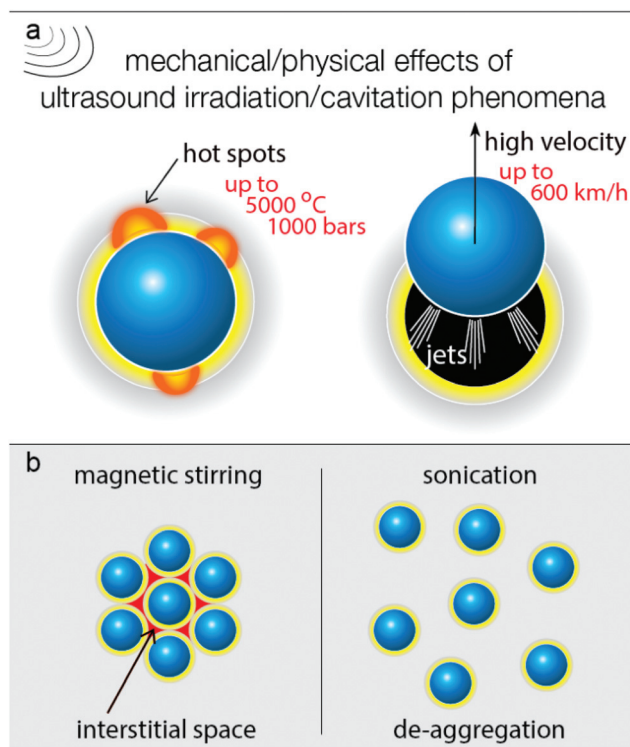 a
mechanical/physical effects of
ultrasound irradiation/cavitation phenomena
hot spots
up to
5000 °C
1000 bars
high velocity
up to
600 km/h
jets
b
magnetic stirring
interstitial space
sonication
de-aggregation